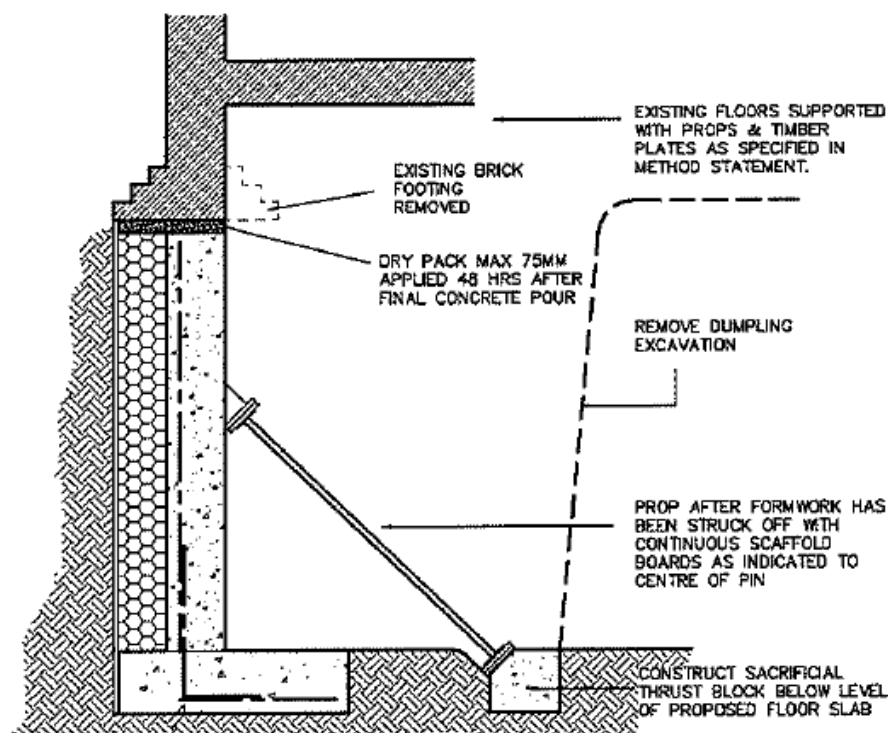 EXISTING FLOORS SUPPORTED
WITH PROPS & TIMBER
PLATES AS SPECIFIED IN
METHOD STATEMENT.
EXISTING BRICK
FOOTING
REMOVED
DRY PACK MAX 75MM
APPLIED 48 HRS AFTER
FINAL CONCRETE POUR
REMOVE DUMPLING
EXCAVATION
PROP AFTER FORMWORK HAS
BEEN STRUCK OFF WITH
CONTINUOUS SCAFFOLD
BOARDS AS INDICATED TO
CENTRE OF PIN
CONSTRUCT SACRIFICIAL
THRUST BLOCK BELOW LEVEL
OF PROPOSED FLOOR SLAB